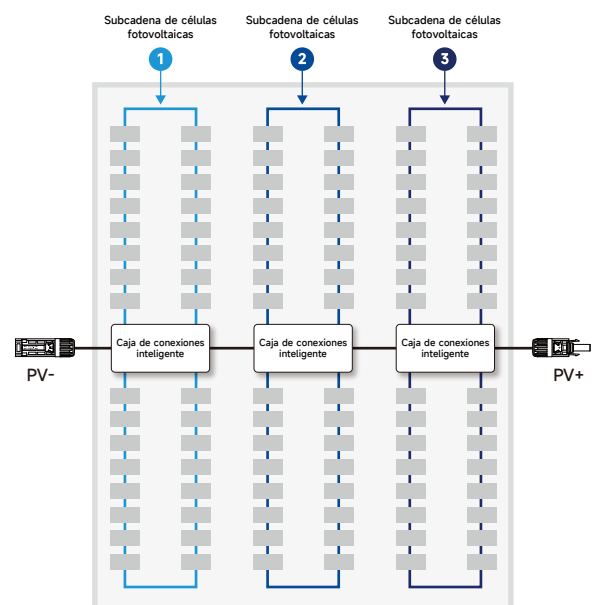 Subcadena de células
fotovoltaicas
1
Subcadena de células
fotovoltaicas
2
Subcadena de células
fotovoltaicas
3
Caja de conexiones
inteligente
Caja de conexiones
inteligente
Caja de conexiones
inteligente
PV-
PV+